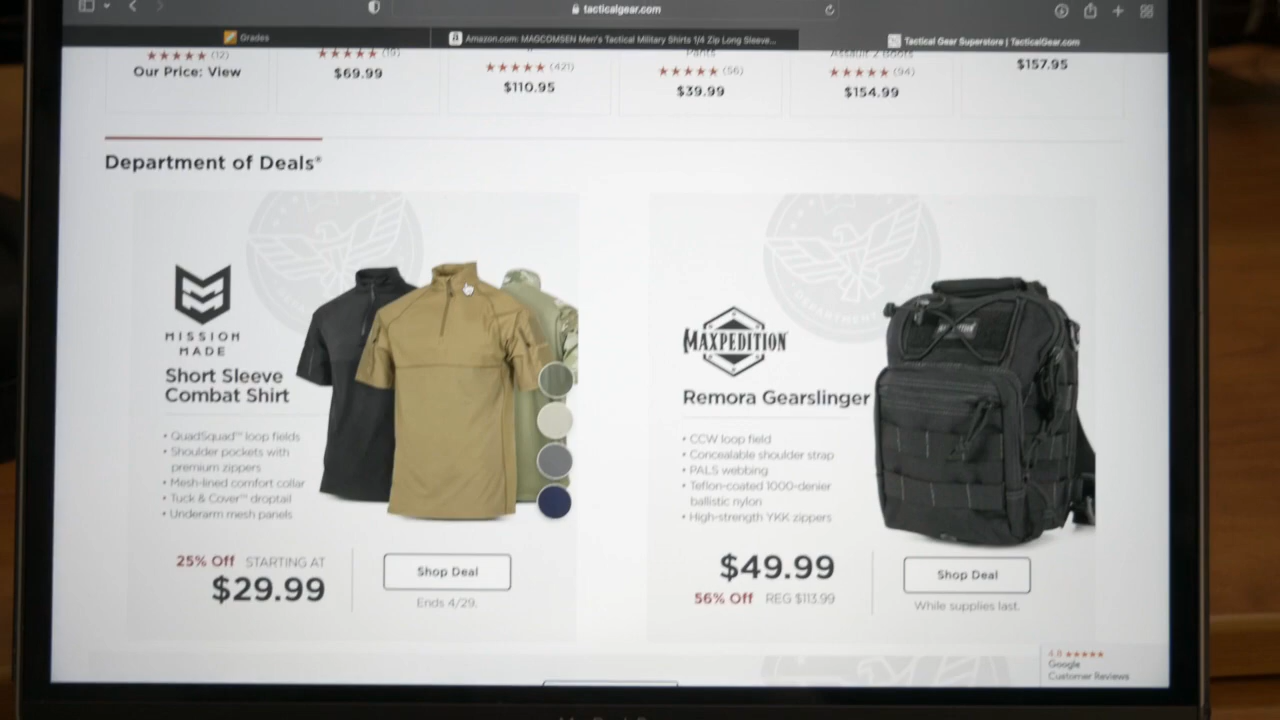 tacticalgear.com
Grades
Amazon.com: MAGCOMSEN Men's Tactical Military Shirts 1/4 Zip Long Sleeve...
Tactical Gear Superstore | TacticalGear.com
(12)
Our Price: View
(19)
$69.99
(421)
$110.95
Pants
(56)
$39.99
Assault 2 Boots
(94)
$154.99
$157.95
Department of Deals®
MISSION
MADE
Short Sleeve
Combat Shirt
• QuadSquad™ loop fields
• Shoulder pockets with
premium zippers
• Mesh-lined comfort collar
• Tuck & Cover™ droptail
• Underarm mesh panels
25% Off STARTING AT
$29.99
Shop Deal
Ends 4/29.
DEPARTMENT
MAXPEDITION
Remora Gearslinger
• CCW loop field
• Concealable shoulder strap
• PALS webbing
• Teflon-coated 1000-denier
ballistic nylon
• High-strength YKK zippers
$49.99
56% Off REG $113.99
Shop Deal
While supplies last.
4.8
Google
Customer Reviews